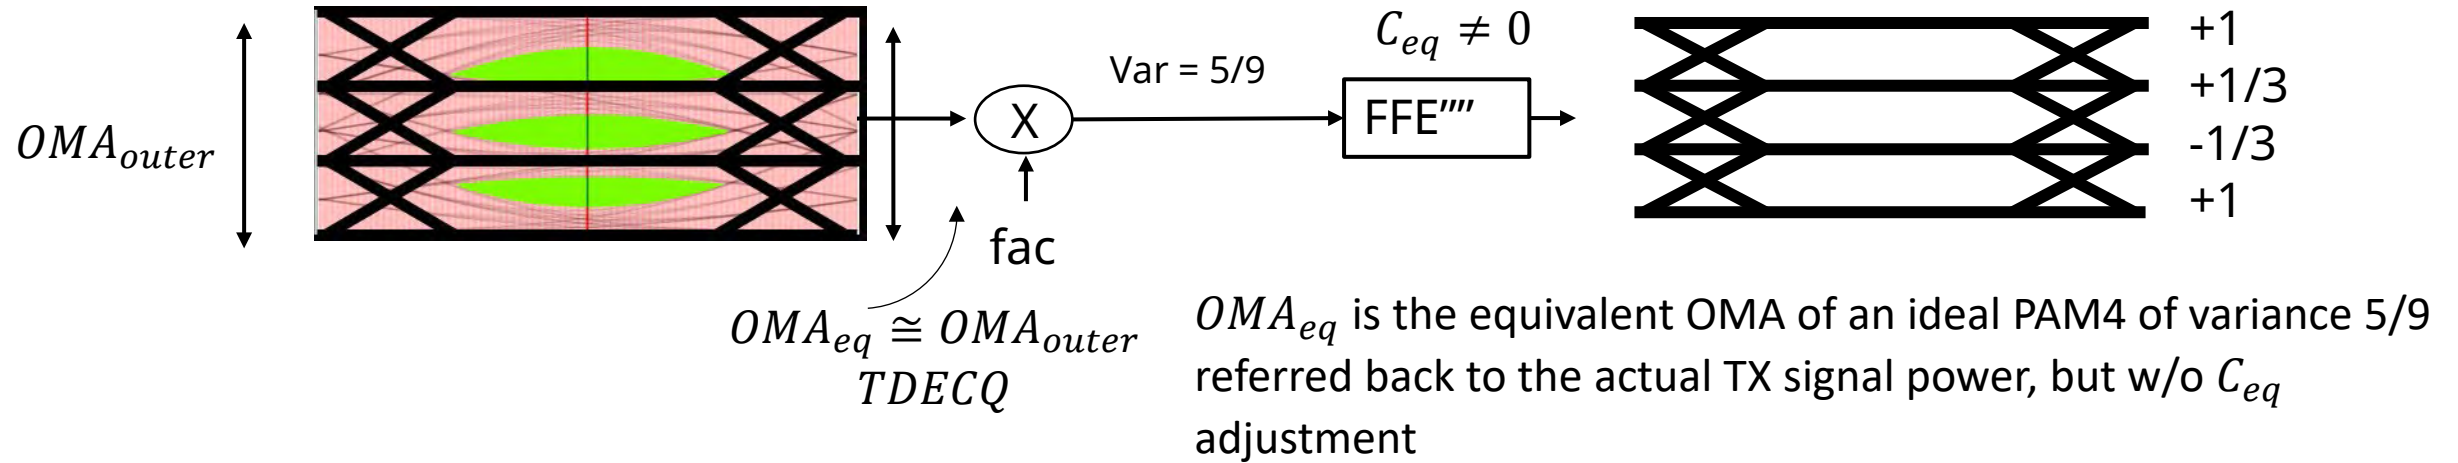 OMA_outer
X
fac
OMA_eq ≅ OMA_outer
TDECQ
Var = 5/9
C_eq ≠ 0
FFE””
+1
+1/3
-1/3
+1
OMA_eq is the equivalent OMA of an ideal PAM4 of variance 5/9
referred back to the actual TX signal power, but w/o C_eq
adjustment